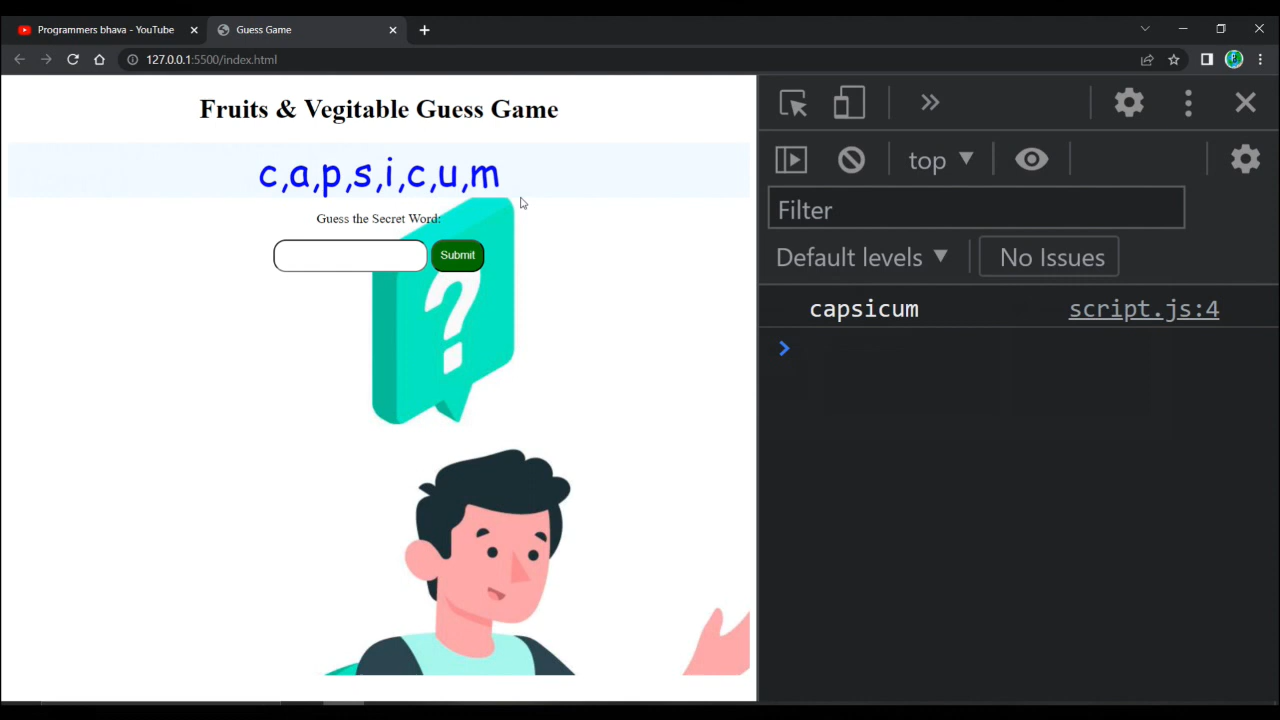 Programmers bhava - YouTube
Guess Game
127.0.0.1:5500/index.html
Fruits & Vegitable Guess Game
c,a,p,s,i,c,u,m
Guess the Secret Word:
Submit
?
top
Filter
Default levels
No Issues
capsicum script.js:4